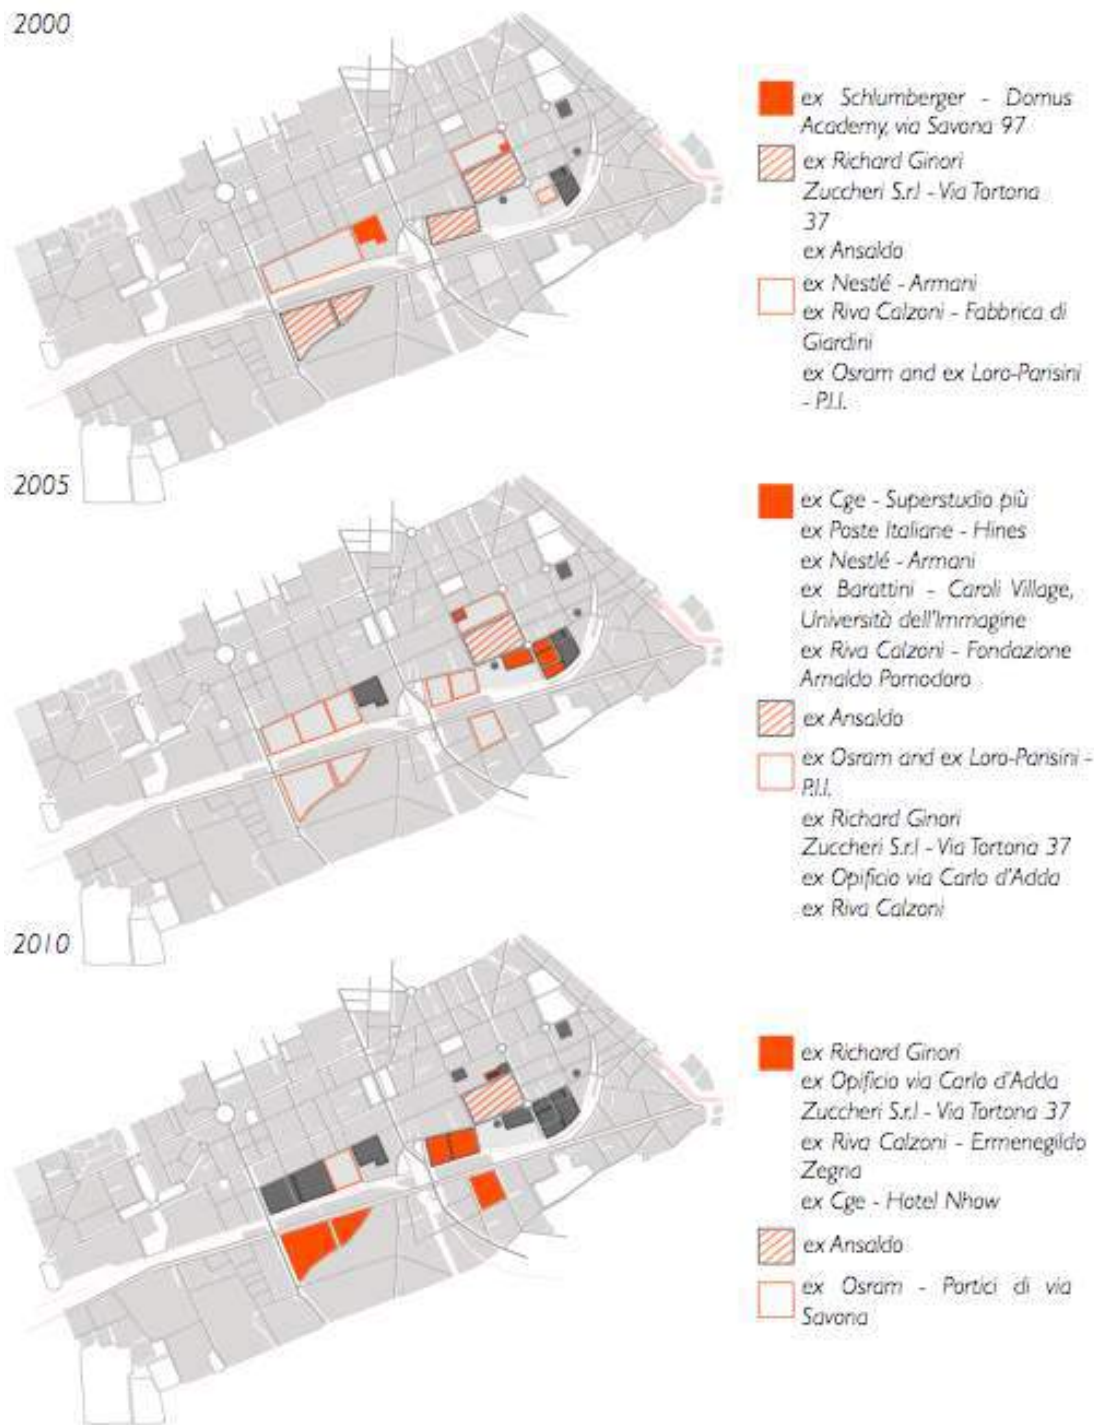 2000
ex Schlumberger - Domus
Academy, via Savona 97
ex Richard Ginori
Zuccheri S.r.l - Via Tortona
37
ex Ansaldo
ex Nestlé - Armani
ex Riva Calzoni - Fabbrica di
Giardini
ex Osram and ex Loro-Parisini
- P.I.I.
2005
ex Cge - Superstudio più
ex Poste Italiane - Hines
ex Nestlé - Armani
ex Barattini - Caroli Village,
Università dell'Immagine
ex Riva Calzoni - Fondazione
Arnaldo Pomodoro
ex Ansaldo
ex Osram and ex Loro-Parisini -
P.I.I.
ex Richard Ginori
Zuccheri S.r.l - Via Tortona 37
ex Opificio via Carlo d'Adda
ex Riva Calzoni
2010
ex Richard Ginori
ex Opificio via Carlo d'Adda
Zuccheri S.r.l - Via Tortona 37
ex Riva Calzoni - Ermenegildo
Zegna
ex Cge - Hotel Nhow
ex Ansaldo
ex Osram - Portici di via
Savona